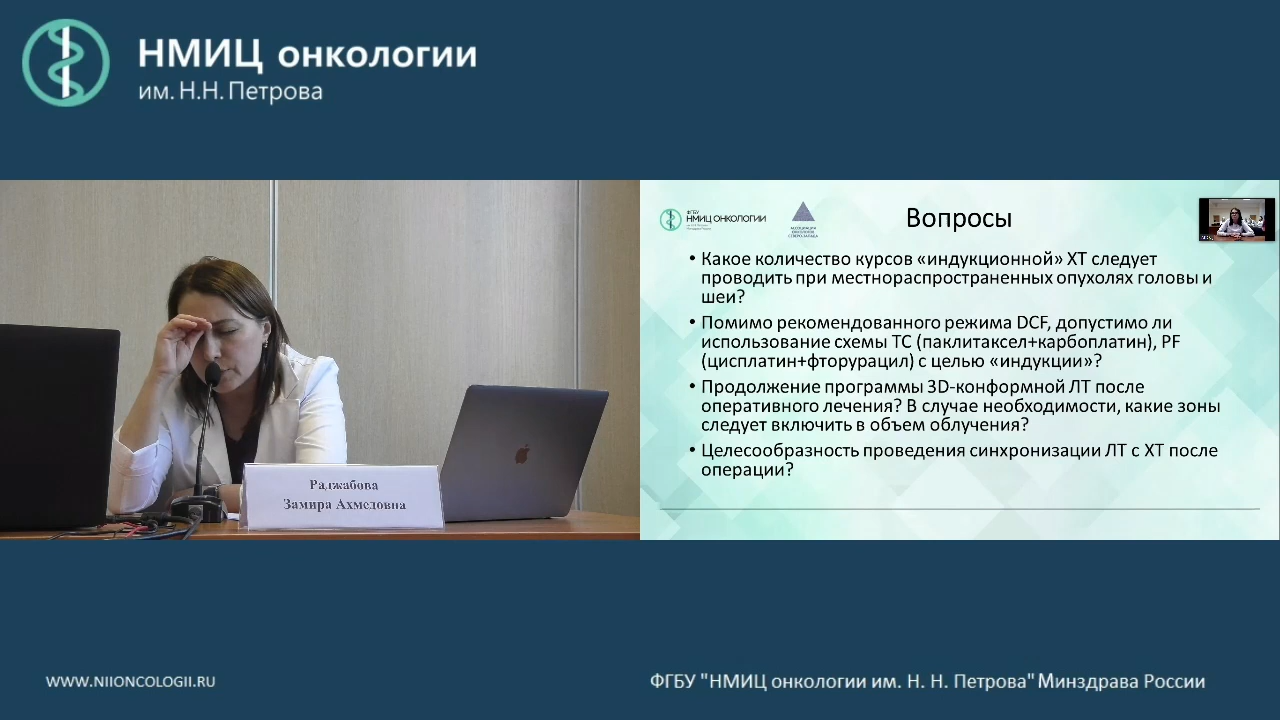 НМИЦ онкологии
им. Н.Н. Петрова
Раджабова
Замира Ахмедовна
ФГБУ
НМИЦ ОНКОЛОГИИ
Вопросы
• Какое количество курсов «индукционной» ХТ следует
проводить при местнораспространенных опухолях головы и
шеи?
• Помимо рекомендованного режима DCF, допустимо ли
использование схемы ТС (паклитаксел+карбоплатин), PF
(цисплатин+фторурацил) с целью «индукции»?
• Продолжение программы 3D-конформной ЛТ после
оперативного лечения? В случае необходимости, какие зоны
следует включить в объем облучения?
• Целесообразность проведения синхронизации ЛТ с ХТ после
операции?
WWW.NIIONCOLOGII.RU
ФГБУ "НМИЦ онкологии им. Н. Н. Петрова" Минздрава России